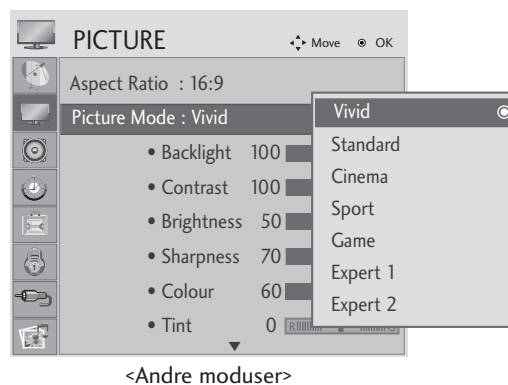 PICTURE
Move OK
Aspect Ratio : 16:9
Picture Mode : Vivid
• Backlight 100
• Contrast 100
• Brightness 50
• Sharpness 70
• Colour 60
• Tint 0 R G
Vivid
Standard
Cinema
Sport
Game
Expert 1
Expert 2
<Andre moduser>